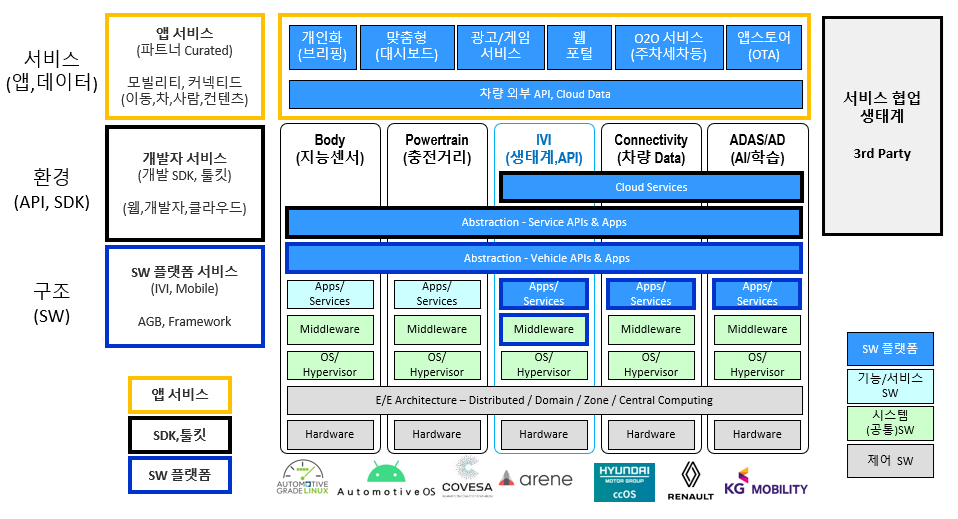 서비스
(앱,데이터)
앱 서비스
(파트너 Curated)
모빌리티, 커넥티드
(이동,차,사람,컨텐츠)
개인화
(브리핑)
맞춤형
(대시보드)
광고/게임
서비스
웹
포털
O2O 서비스
(주차세차등)
앱스토어
(OTA)
차량 외부 API, Cloud Data
서비스 협업
생태계
3rd Party
환경
(API, SDK)
개발자 서비스
(개발 SDK, 툴킷)
(웹,개발자,클라우드)
Body
(지능센서)
Powertrain
(충전거리)
IVI
(생태계,API)
Connectivity
(차량 Data)
ADAS/AD
(AI/학습)
Cloud Services
Abstraction - Service APIs & Apps
Abstraction - Vehicle APIs & Apps
구조
(SW)
SW 플랫폼 서비스
(IVI, Mobile)
AGB, Framework
Apps/
Services
Apps/
Services
Apps/
Services
Apps/
Services
Apps/
Services
Middleware
Middleware
Middleware
Middleware
Middleware
OS/
Hypervisor
OS/
Hypervisor
OS/
Hypervisor
OS/
Hypervisor
OS/
Hypervisor
E/E Architecture – Distributed / Domain / Zone / Central Computing
Hardware
Hardware
Hardware
Hardware
Hardware
앱 서비스
SDK,툴킷
SW 플랫폼
SW 플랫폼
기능/서비스
SW
시스템
(공통)SW
제어 SW
AUTOMOTIVE
GRADE LINUX
Automotive OS
COVESA
arene
HYUNDAI
MOTOR GROUP
ccOS
RENAULT
KG MOBILITY